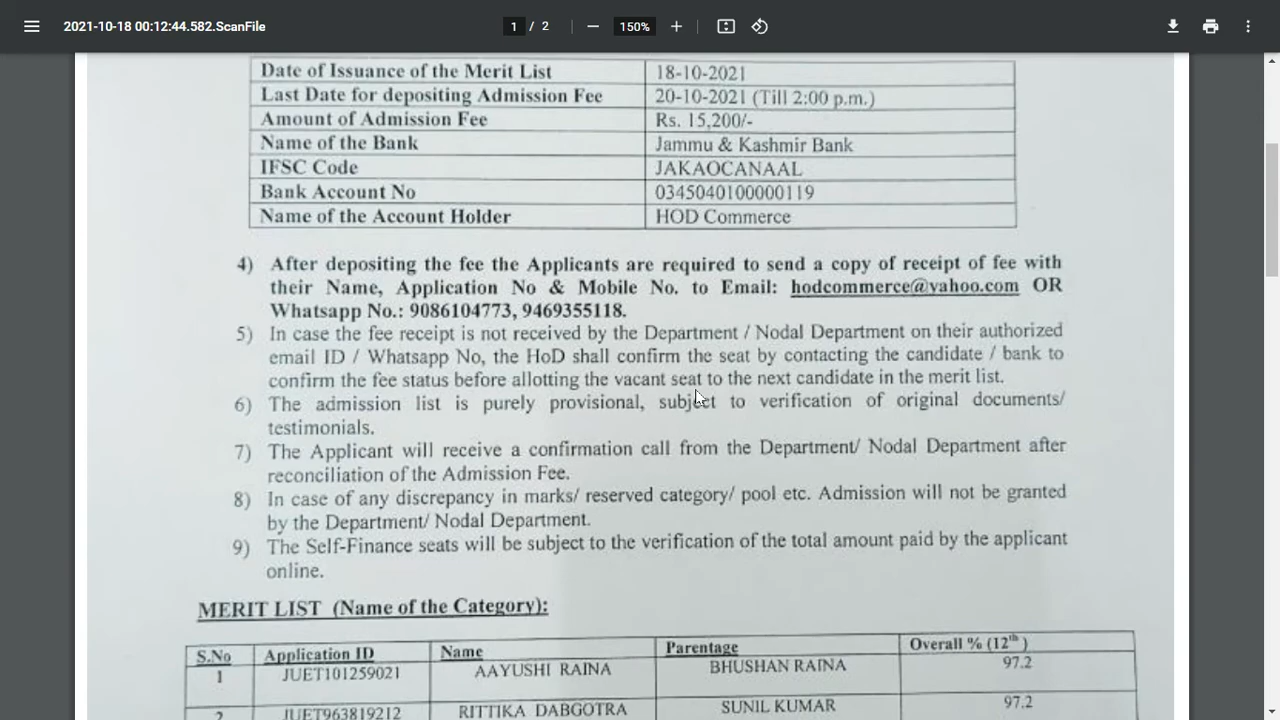 2021-10-18 00:12:44.582.ScanFile
1 / 2
150%
Date of Issuance of the Merit List 18-10-2021
Last Date for depositing Admission Fee 20-10-2021 (Till 2:00 p.m.)
Amount of Admission Fee Rs. 15,200/-
Name of the Bank Jammu & Kashmir Bank
IFSC Code JAKAOCANAAL
Bank Account No 0345040100000119
Name of the Account Holder HOD Commerce
4) After depositing the fee the Applicants are required to send a copy of receipt of fee with
their Name, Application No & Mobile No. to Email: hodcommerce@yahoo.com OR
Whatsapp No.: 9086104773, 9469355118.
5) In case the fee receipt is not received by the Department / Nodal Department on their authorized
email ID / Whatsapp No, the HoD shall confirm the seat by contacting the candidate / bank to
confirm the fee status before allotting the vacant seat to the next candidate in the merit list.
6) The admission list is purely provisional, subject to verification of original documents/
testimonials.
7) The Applicant will receive a confirmation call from the Department/ Nodal Department after
reconciliation of the Admission Fee.
8) In case of any discrepancy in marks/ reserved category/ pool etc. Admission will not be granted
by the Department/ Nodal Department.
9) The Self-Finance seats will be subject to the verification of the total amount paid by the applicant
online.
MERIT LIST (Name of the Category):
S.No Application ID Name Parentage Overall % (12th)
1 JUET101259021 AAYUSHI RAINA BHUSHAN RAINA 97.2
2 JUET963819212 RITTIKA DABGOTRA SUNIL KUMAR 97.2